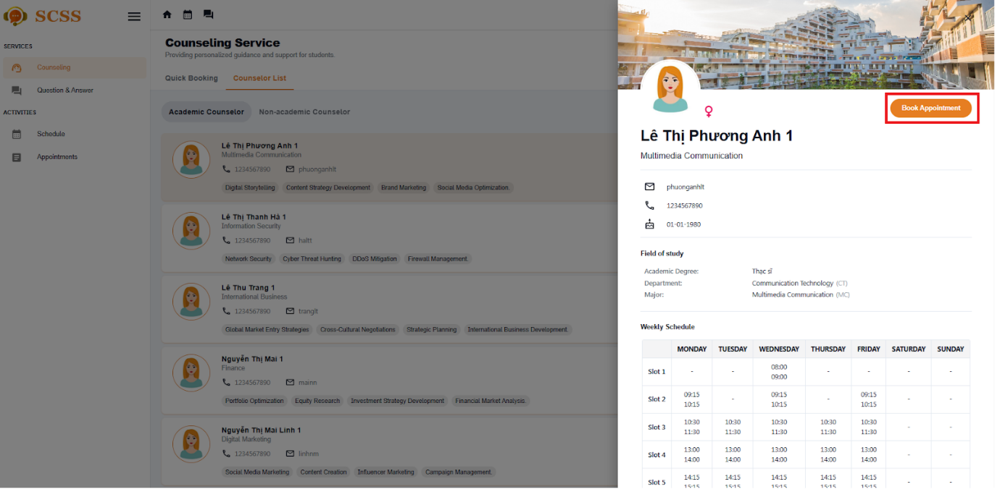 SCSS
SERVICES
Counseling
Question & Answer
ACTIVITIES
Schedule
Appointments
Counseling Service
Providing personalized guidance and support for students.
Quick Booking Counselor List
Academic Counselor Non-academic Counselor
Lê Thị Phương Anh 1
Multimedia Communication
1234567890 phuonganhlt
Digital Storytelling Content Strategy Development Brand Marketing Social Media Optimization.
Lê Thị Thanh Hà 1
Information Security
1234567890 haltt
Network Security Cyber Threat Hunting DDoS Mitigation Firewall Management.
Lê Thu Trang 1
International Business
1234567890 tranglt
Global Market Entry Strategies Cross-Cultural Negotiations Strategic Planning International Business Development.
Nguyễn Thị Mai 1
Finance
1234567890 mainn
Portfolio Optimization Equity Research Investment Strategy Development Financial Market Analysis.
Nguyễn Thị Mai Linh 1
Digital Marketing
1234567890 linhnm
Social Media Marketing Content Creation Influencer Marketing Campaign Management.
Book Appointment
Lê Thị Phương Anh 1
Multimedia Communication
phuonganhlt
1234567890
01-01-1980
Field of study
Academic Degree: Thạc sĩ
Department: Communication Technology (CT)
Major: Multimedia Communication (MC)
Weekly Schedule
MONDAY TUESDAY WEDNESDAY THURSDAY FRIDAY SATURDAY SUNDAY
Slot 1 - - 08:00 09:00 - - - -
Slot 2 09:15 10:15 - 09:15 10:15 - 09:15 10:15 - -
Slot 3 10:30 11:30 10:30 11:30 10:30 11:30 10:30 11:30 10:30 11:30 - -
Slot 4 13:00 14:00 13:00 14:00 13:00 14:00 13:00 14:00 13:00 14:00 - -
Slot 5 14:15 15:15 14:15 15:15 14:15 15:15 14:15 15:15 14:15 15:15 - -